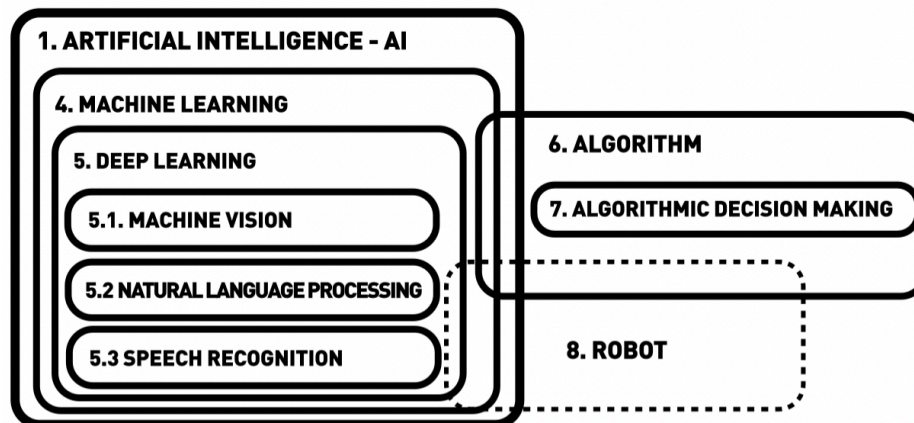 1. ARTIFICIAL INTELLIGENCE - AI
4. MACHINE LEARNING
5. DEEP LEARNING
5.1. MACHINE VISION
5.2 NATURAL LANGUAGE PROCESSING
5.3 SPEECH RECOGNITION
6. ALGORITHM
7. ALGORITHMIC DECISION MAKING
8. ROBOT